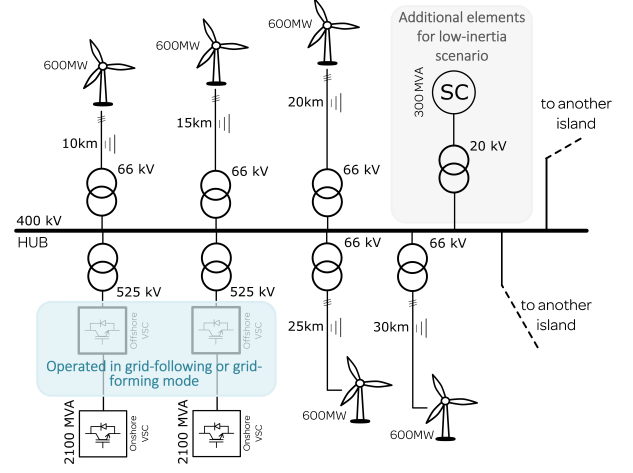 Additional elements
for low-inertia
scenario
600MW
600MW
600MW
300 MVA
SC
20km
to another
island
15km
10km
20 kV
66 kV
66 kV
66 kV
400 kV
HUB
66 kV
66 kV
525 kV
525 kV
Offshore
VSC
Offshore
VSC
to another
island
25km
30km
Operated in grid-following or grid-
forming mode
2100 MVA
Onshore
VSC
2100 MVA
Onshore
VSC
600MW
600MW